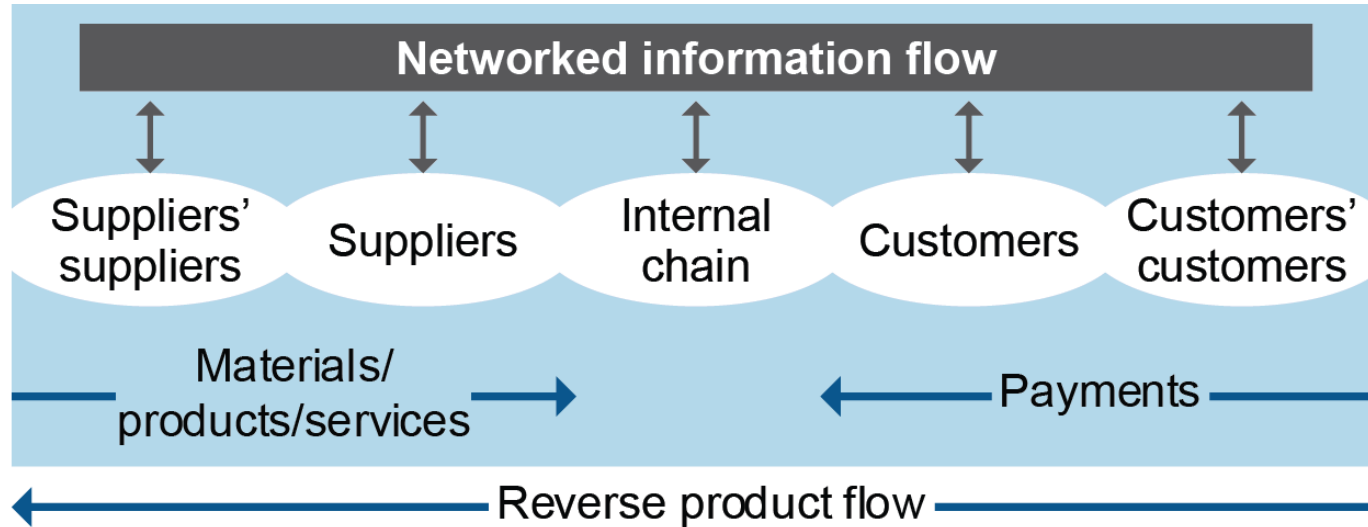 Networked information flow
Suppliers’
suppliers
Suppliers
Internal
chain
Customers
Customers’
customers
Materials/
products/services
Payments
Reverse product flow